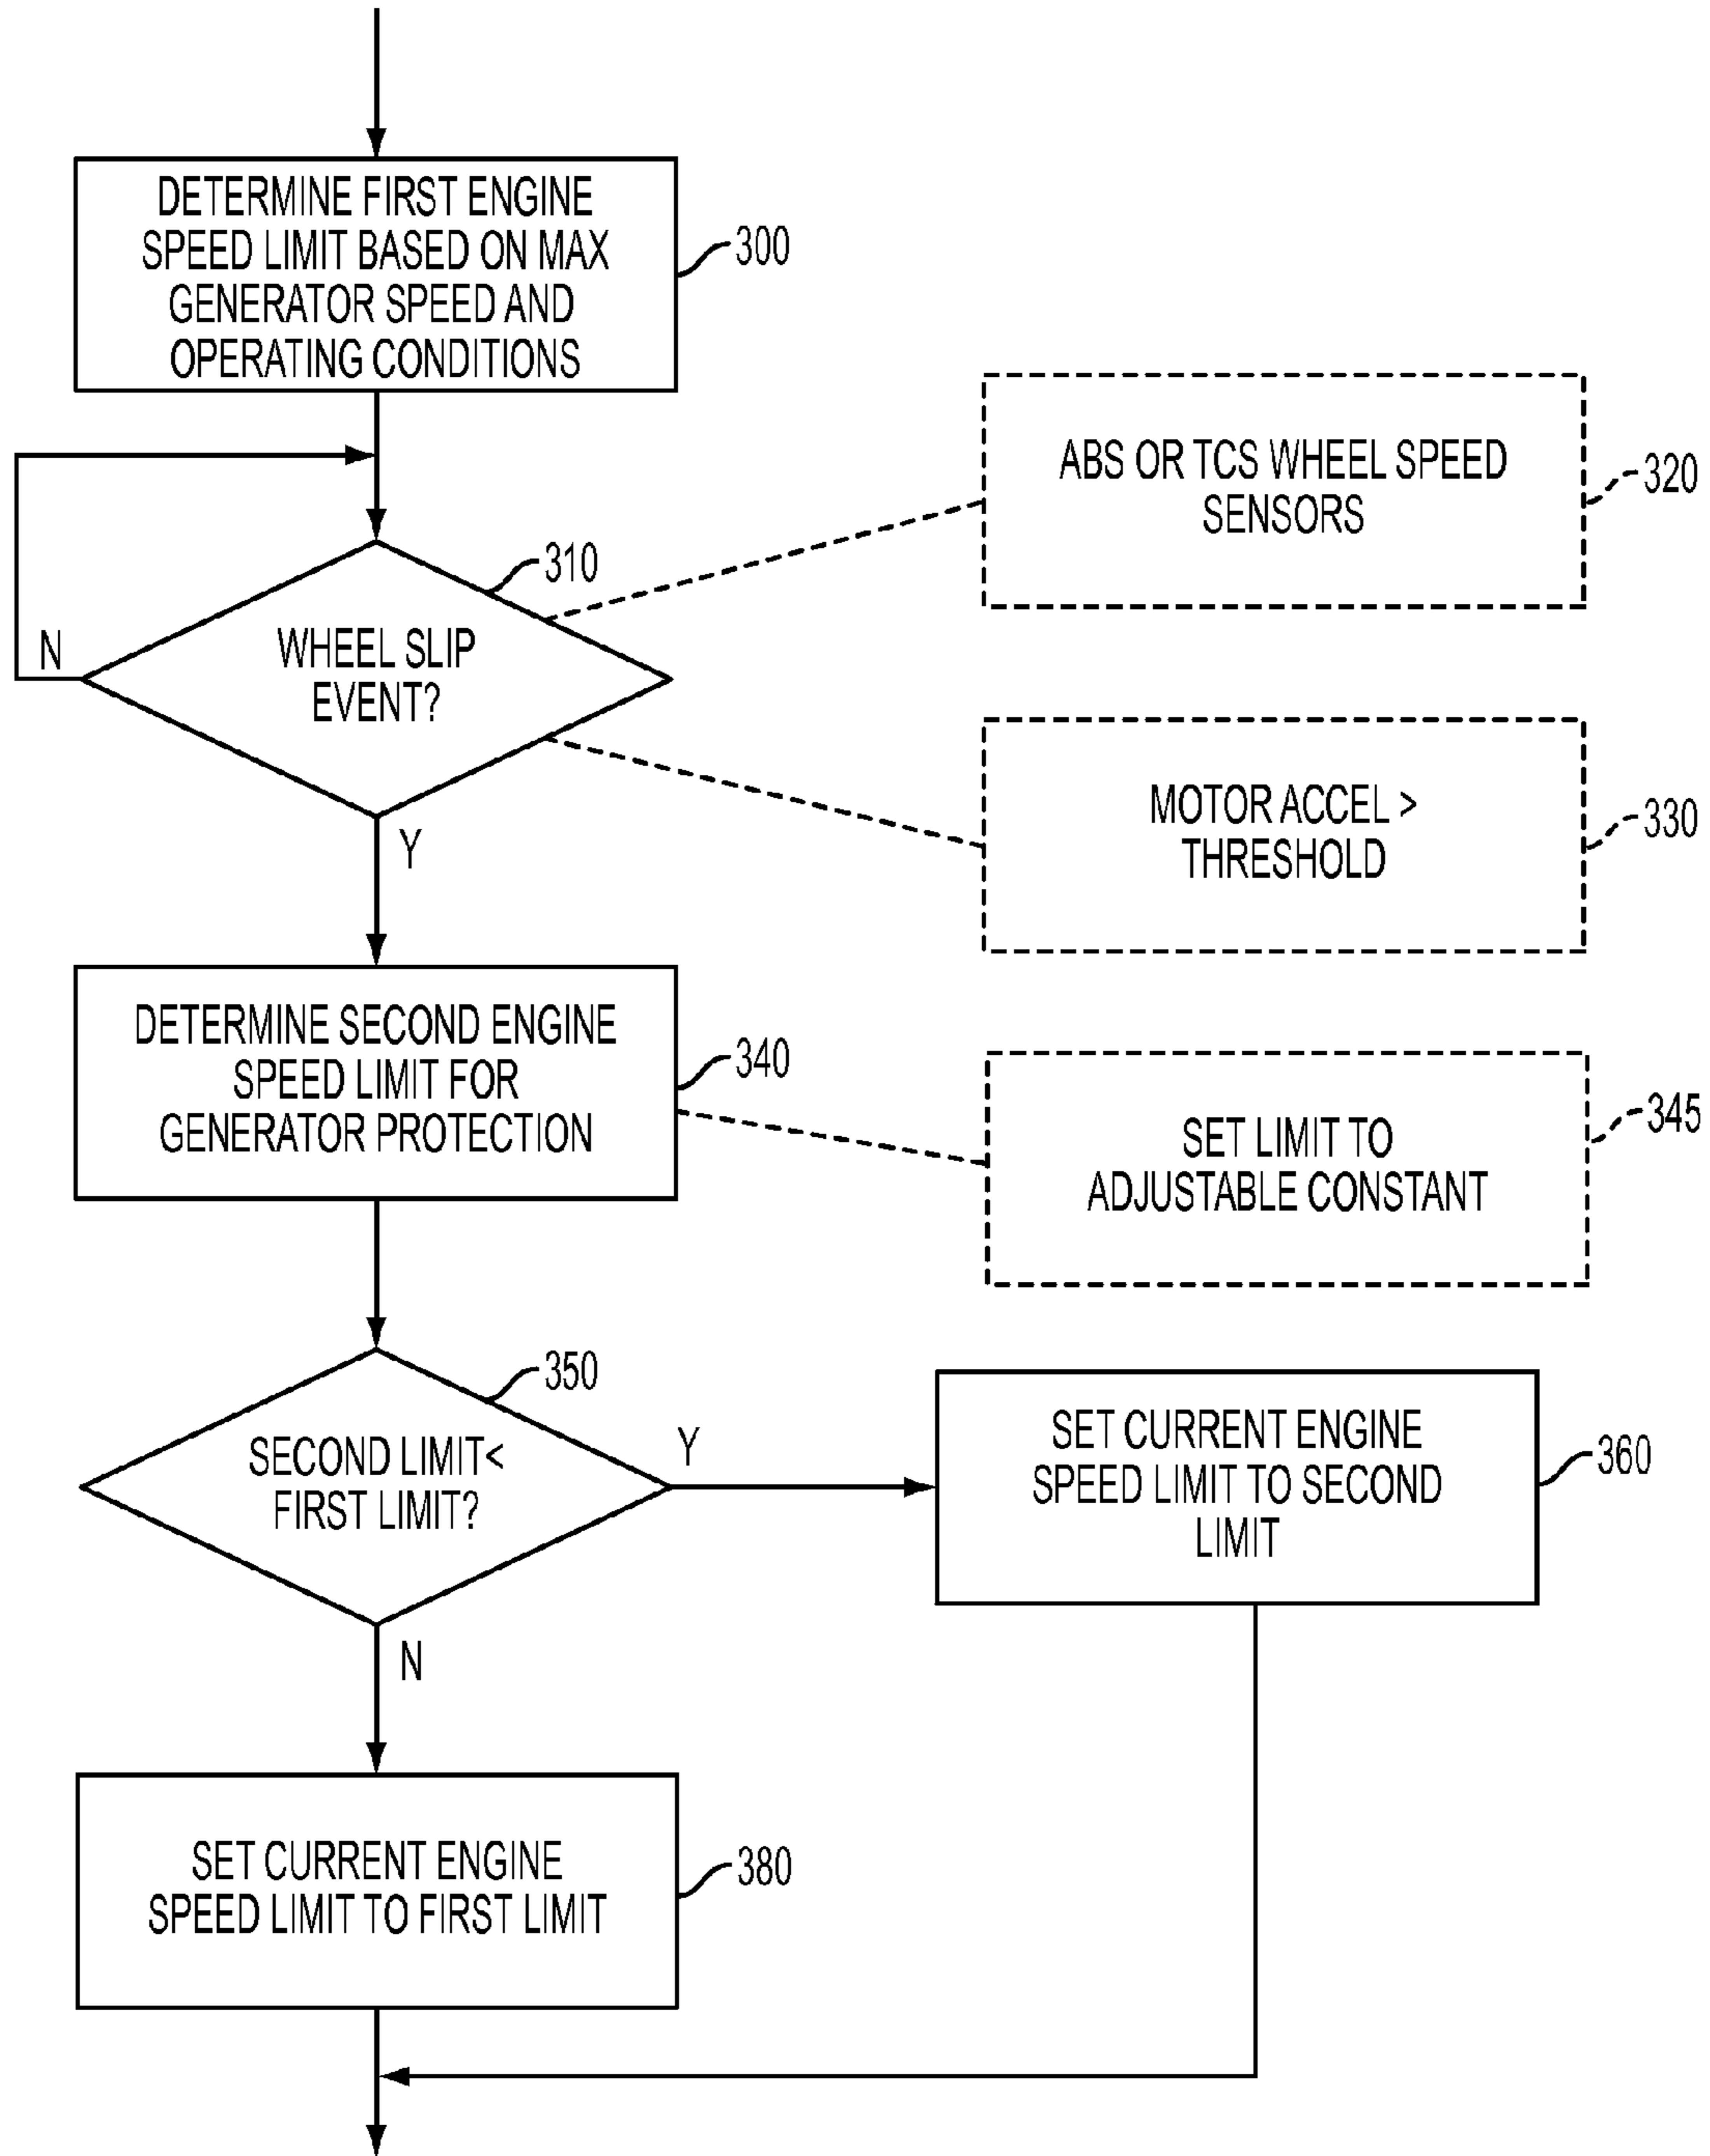 DETERMINE FIRST ENGINE
SPEED LIMIT BASED ON MAX
GENERATOR SPEED AND
OPERATING CONDITIONS
300
ABS OR TCS WHEEL SPEED
SENSORS
320
310
WHEEL SLIP
EVENT?
N
Y
MOTOR ACCEL >
THRESHOLD
330
DETERMINE SECOND ENGINE
SPEED LIMIT FOR
GENERATOR PROTECTION
340
SET LIMIT TO
ADJUSTABLE CONSTANT
345
350
SECOND LIMIT<
FIRST LIMIT?
Y
N
SET CURRENT ENGINE
SPEED LIMIT TO SECOND
LIMIT
360
SET CURRENT ENGINE
SPEED LIMIT TO FIRST LIMIT
380